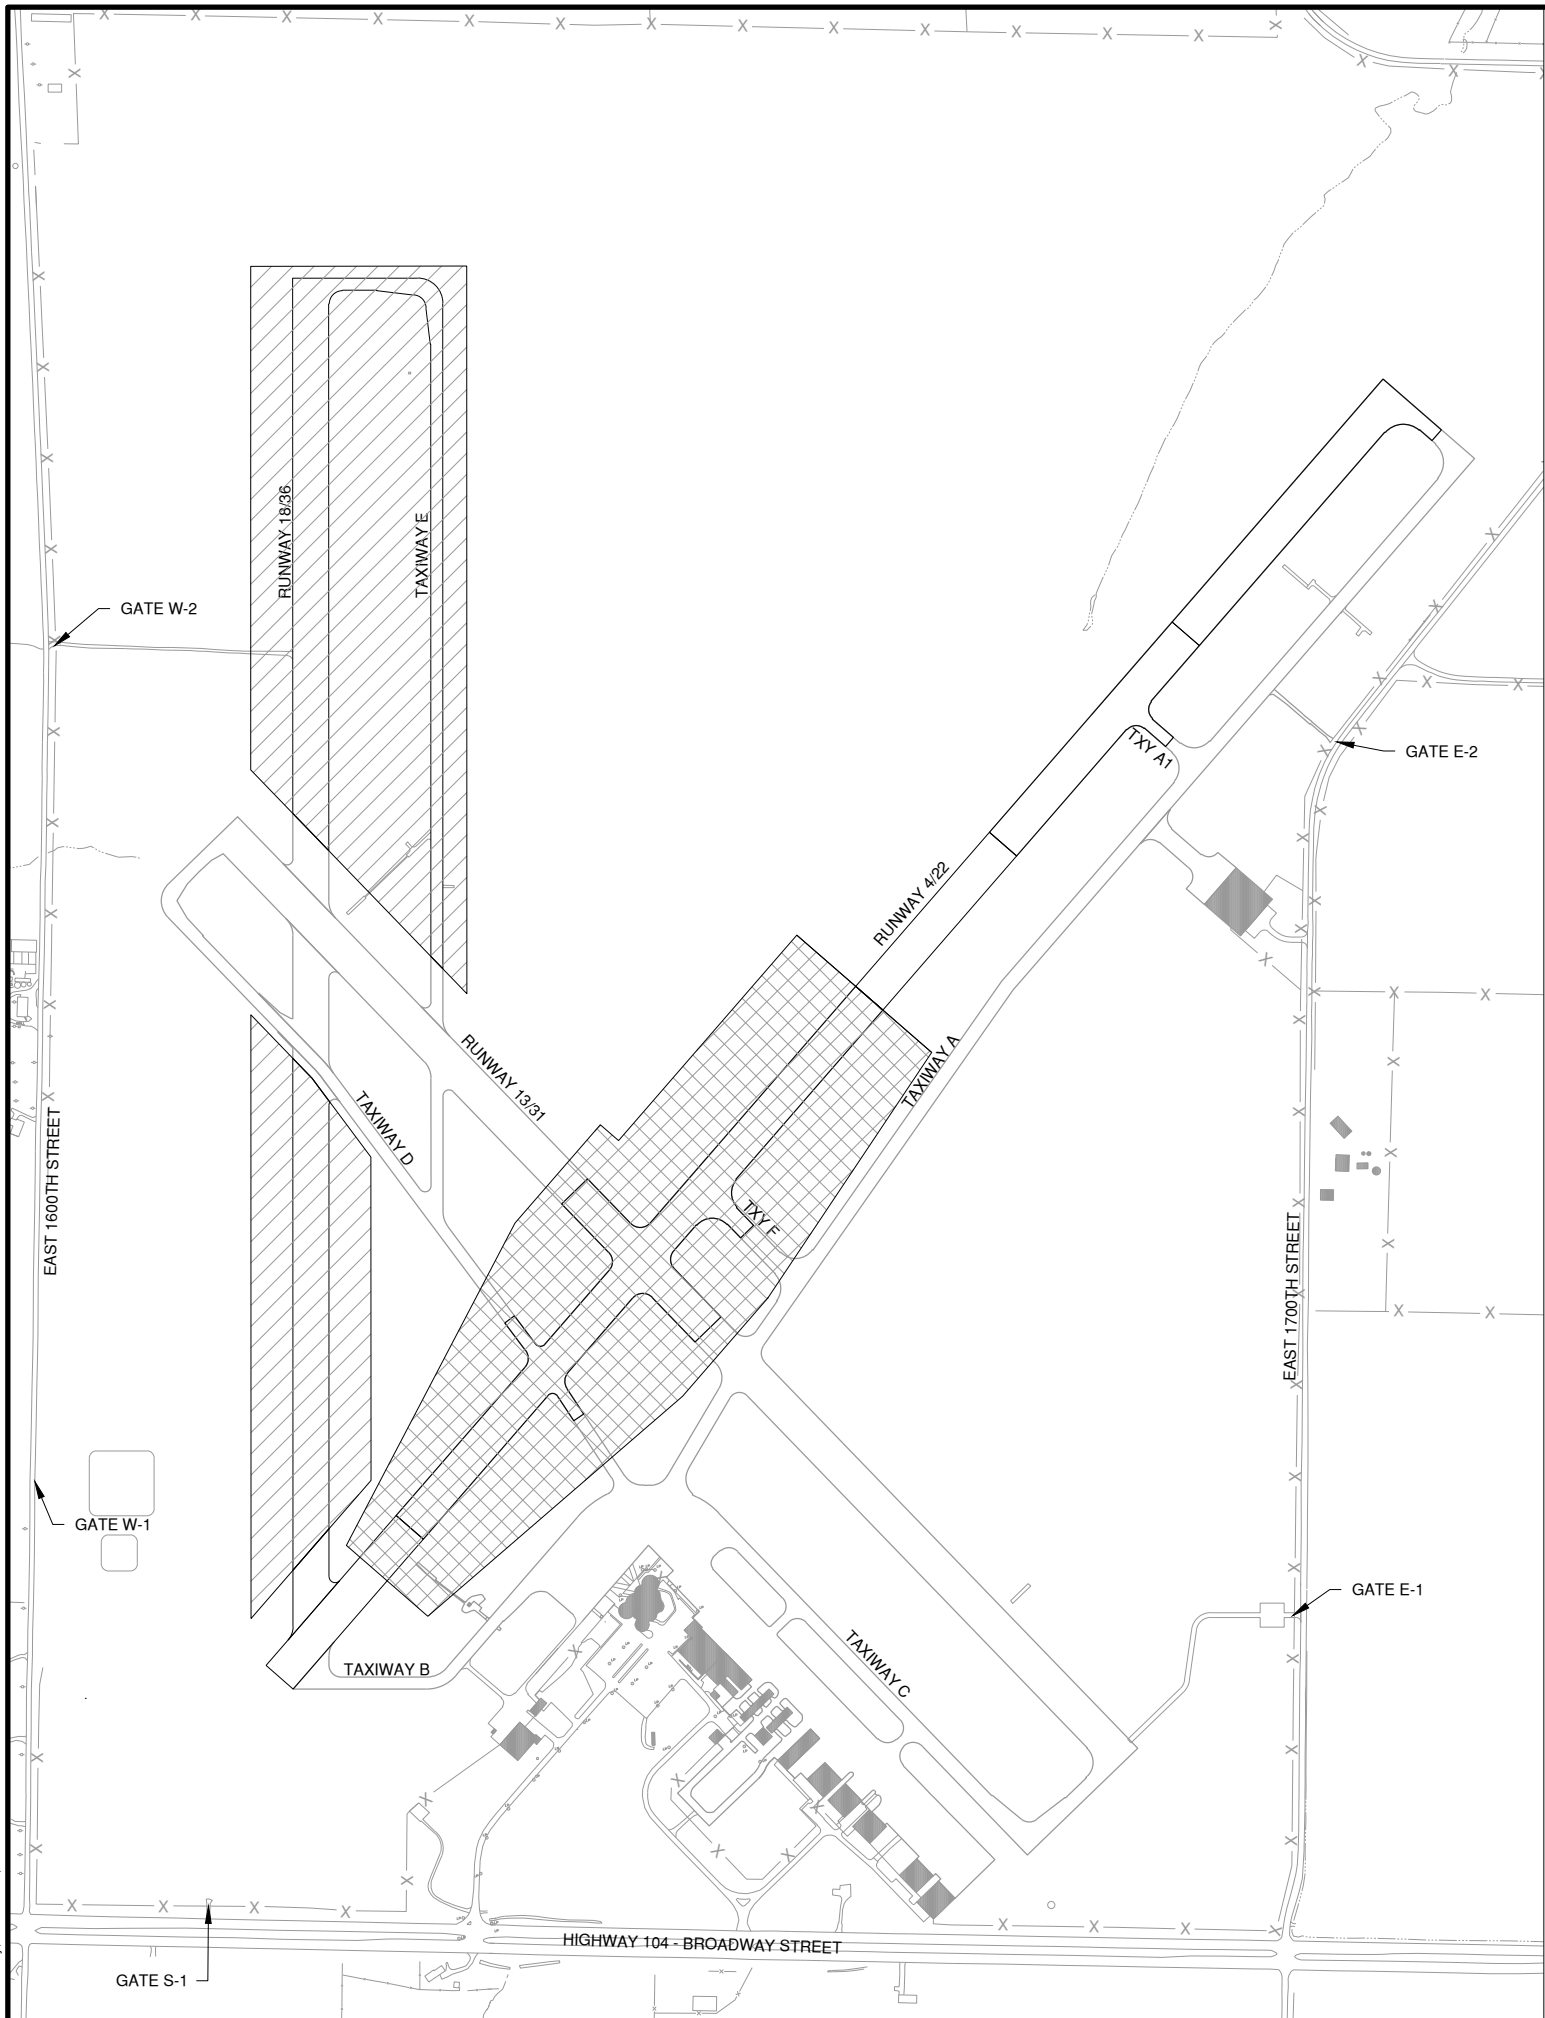 RUNWAY 18/36
TAXIWAY E
GATE W-2
GATE E-2
TXY A1
RUNWAY 4/22
TAXIWAY A
RUNWAY 13/31
TAXIWAY D
EAST 1600TH STREET
TXY F
EAST 1700TH STREET
GATE W-1
GATE E-1
TAXIWAY B
TAXIWAY C
HIGHWAY 104 - BROADWAY STREET
GATE S-1